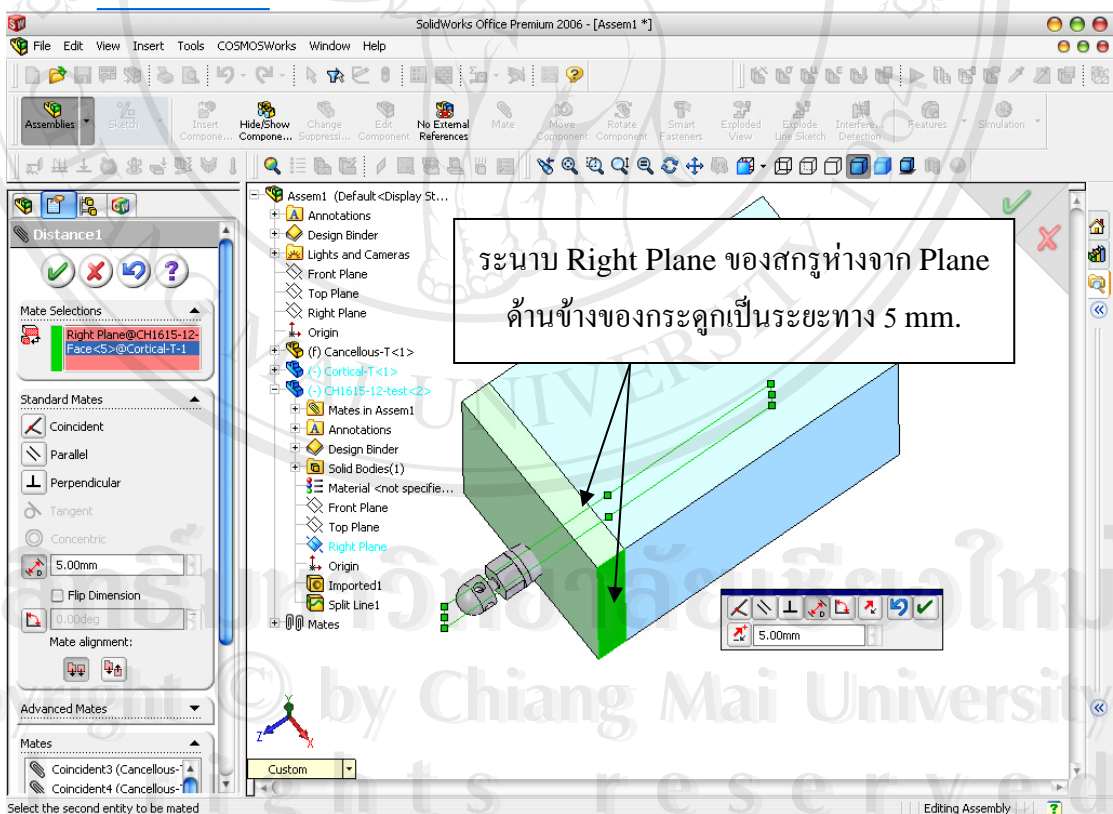 SolidWorks Office Premium 2006 - [Assem1 *]
File Edit View Insert Tools COSMOSWorks Window Help
Assemblies Sketch Insert Compone... Hide/Show Compone... Change Suppressi... Edit Component No External References Mate Move Component Rotate Component Smart Fasteners Exploded View Explode Line Sketch Interfere... Detection Features Simulation
Distance1
Mate Selections
Right Plane@CH1615-12-
Face<5>@Cortical-T-1
Standard Mates
Coincident
Parallel
Perpendicular
Tangent
Concentric
5.00mm
Flip Dimension
0.00deg
Mate alignment:
Advanced Mates
Mates
Coincident3 (Cancellous-
Coincident4 (Cancellous-
Assem1 (Default<Display St...
Annotations
Design Binder
Lights and Cameras
Front Plane
Top Plane
Right Plane
Origin
(f) Cancellous-T<1>
(-) Cortical-T<1>
(-) CH1615-12-test<2>
Mates in Assem1
Annotations
Design Binder
Solid Bodies(1)
Material <not specifie...
Front Plane
Top Plane
Right Plane
Origin
Imported1
Split Line1
Mates
ระนาบ Right Plane ของสกรูห่างจาก Plane
ด้านข้างของกระดูกเป็นระยะทาง 5 mm.
5.00mm
Custom
Select the second entity to be mated
Editing Assembly
by Chiang Mai University
rights reserved